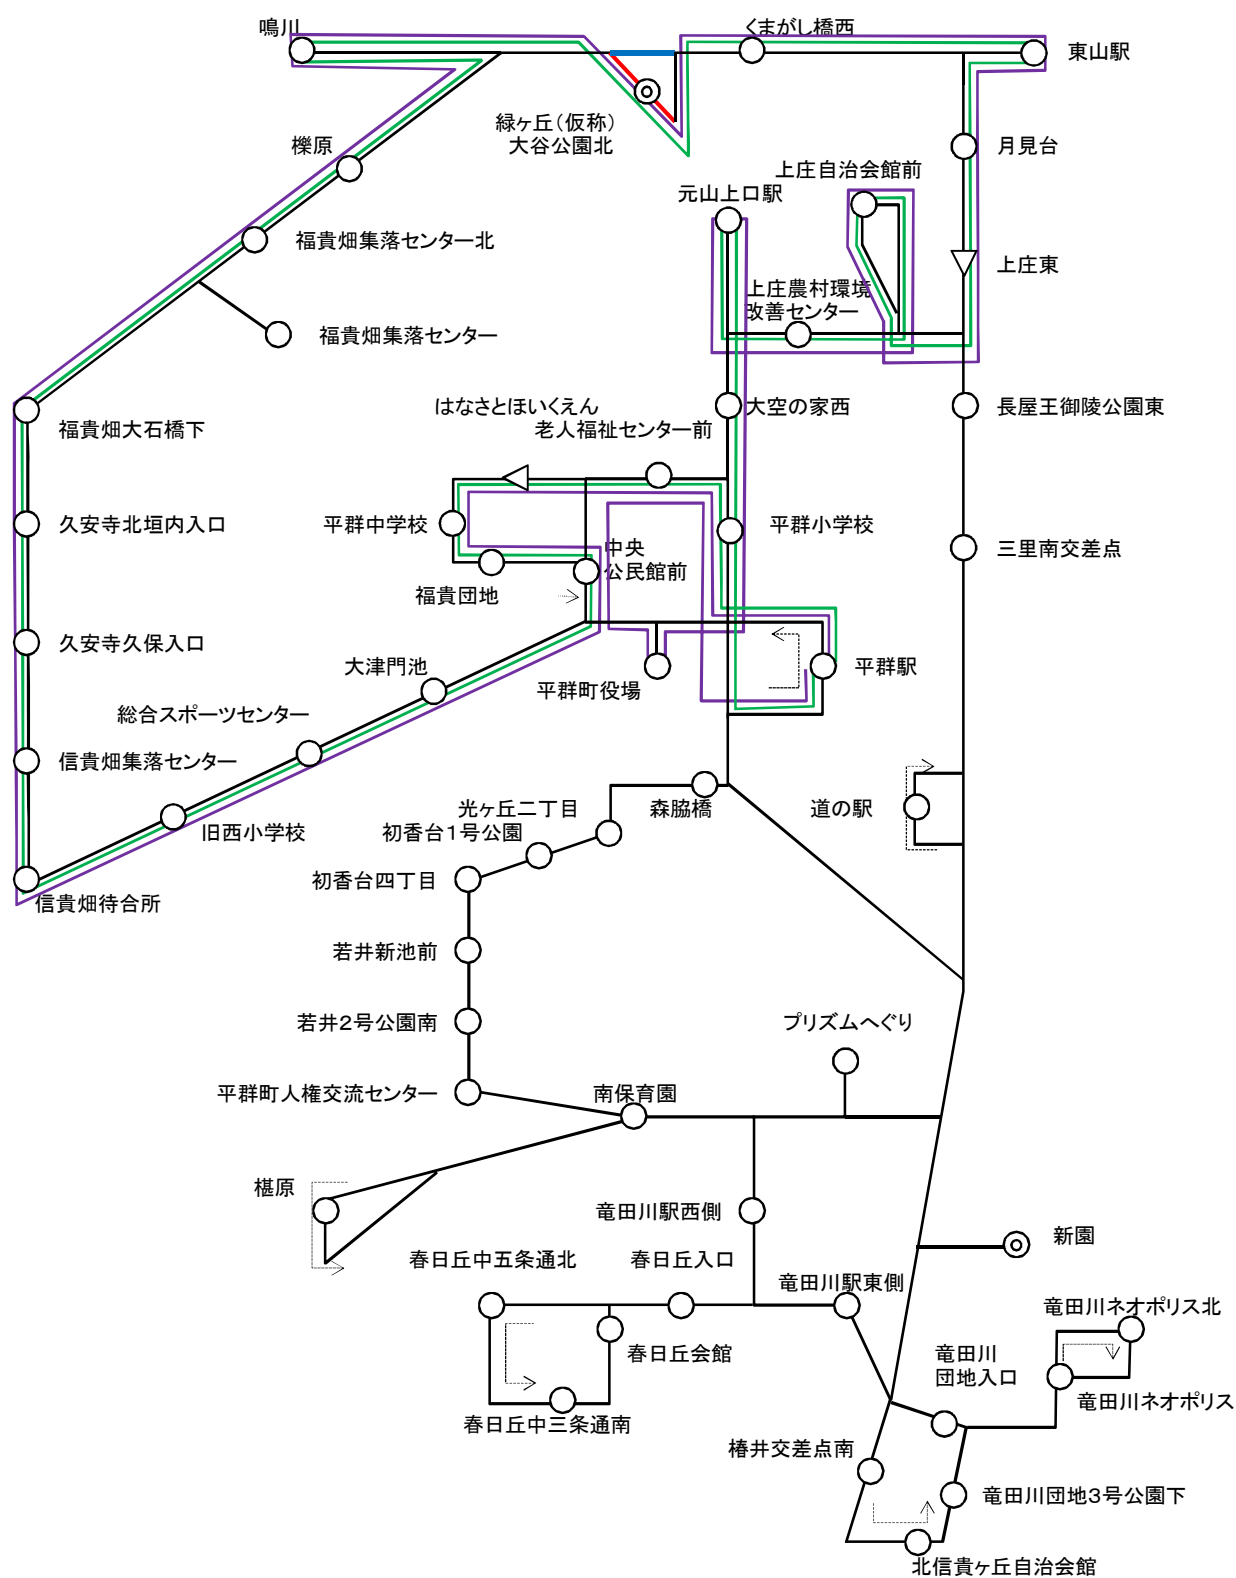 鳴川
くまがし橋西
東山駅
緑ヶ丘（仮称）
大谷公園北
櫟原
月見台
上庄自治会館前
元山上口駅
福貴畑集落センター北
上庄東
上庄農村環境
改善センター
福貴畑集落センター
はなさとほいくえん
老人福祉センター前
大空の家西
長屋王御陵公園東
福貴畑大石橋下
久安寺北垣内入口
平群中学校
平群小学校
中央
公民館前
三里南交差点
福貴団地
久安寺久保入口
大津門池
平群町役場
平群駅
総合スポーツセンター
信貴畑集落センター
旧西小学校
光ヶ丘二丁目
森脇橋
道の駅
初香台１号公園
初香台四丁目
信貴畑待合所
若井新池前
若井２号公園南
プリズムへぐり
平群町人権交流センター
南保育園
椹原
竜田川駅西側
新園
春日丘中五条通北
春日丘入口
竜田川駅東側
竜田川ネオポリス北
春日丘会館
竜田川
団地入口
竜田川ネオポリス
春日丘中三条通南
椿井交差点南
竜田川団地３号公園下
北信貴ヶ丘自治会館